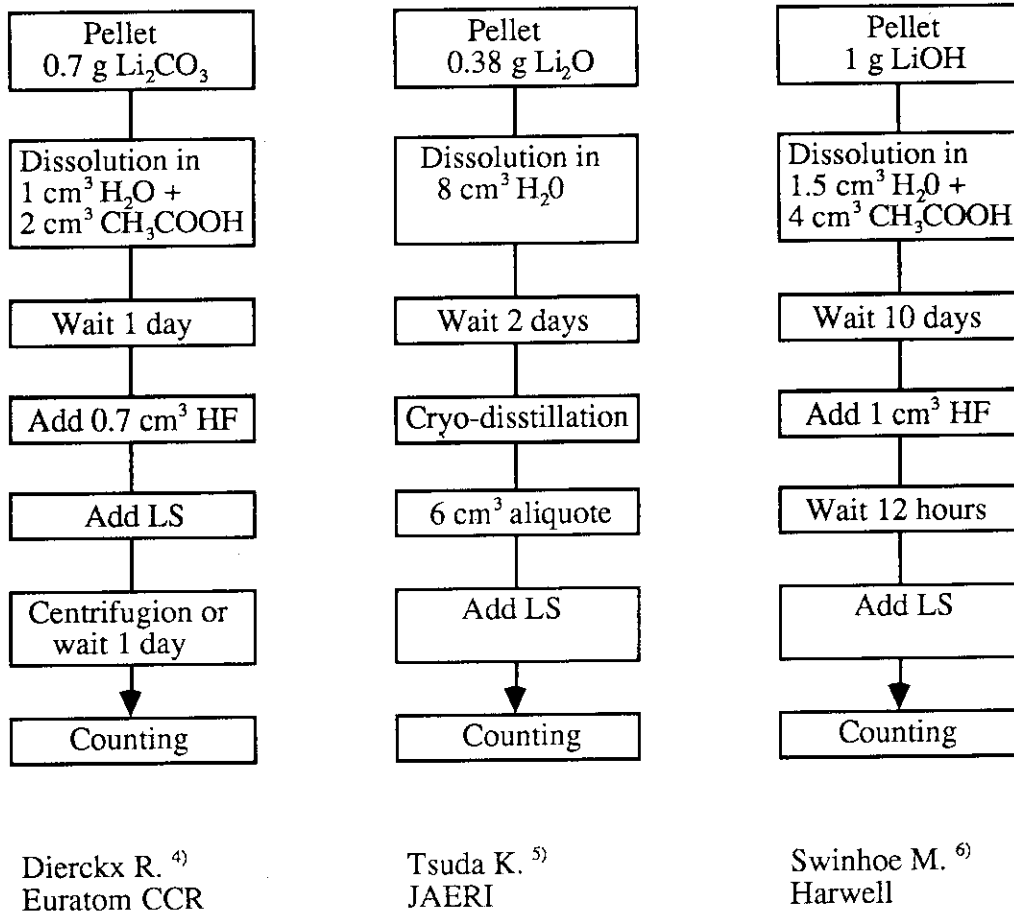 Pellet
0.7 g Li₂CO₃
Dissolution in
1 cm³ H₂O +
2 cm³ CH₃COOH
Wait 1 day
Add 0.7 cm³ HF
Add LS
Centrifugion or
wait 1 day
Counting
Dierckx R. ⁴⁾
Euratom CCR
Pellet
0.38 g Li₂O
Dissolution in
8 cm³ H₂0
Wait 2 days
Cryo-disstillation
6 cm³ aliquote
Add LS
Counting
Tsuda K. ⁵⁾
JAERI
Pellet
1 g LiOH
Dissolution in
1.5 cm³ H₂0 +
4 cm³ CH₃COOH
Wait 10 days
Add 1 cm³ HF
Wait 12 hours
Add LS
Counting
Swinhoe M. ⁶⁾
Harwell